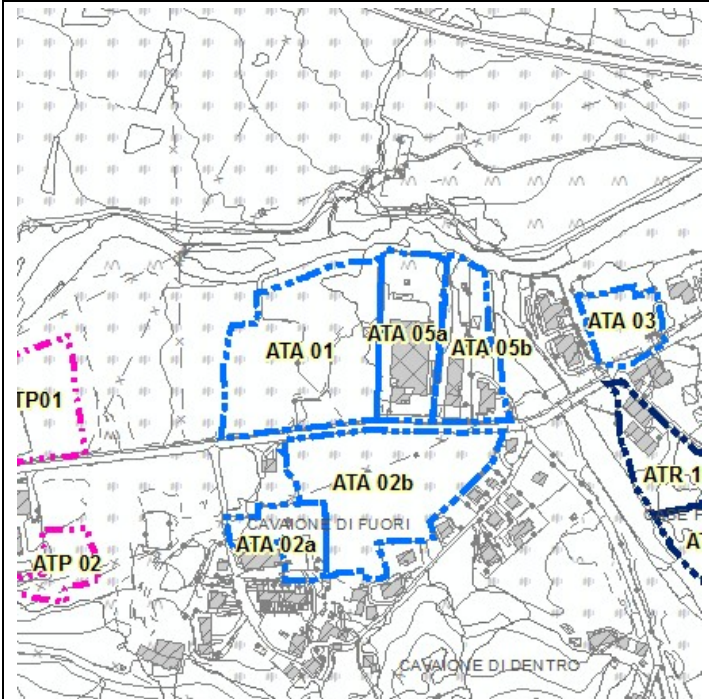 ATA 03
ATA 05a
ATA 01
ATA 05b
TP01
ATR 1
ATA 02b
CAVAIONE DI FUORI
ATA 02a
AT
ATP 02
CAVAIONE DI DENTRO